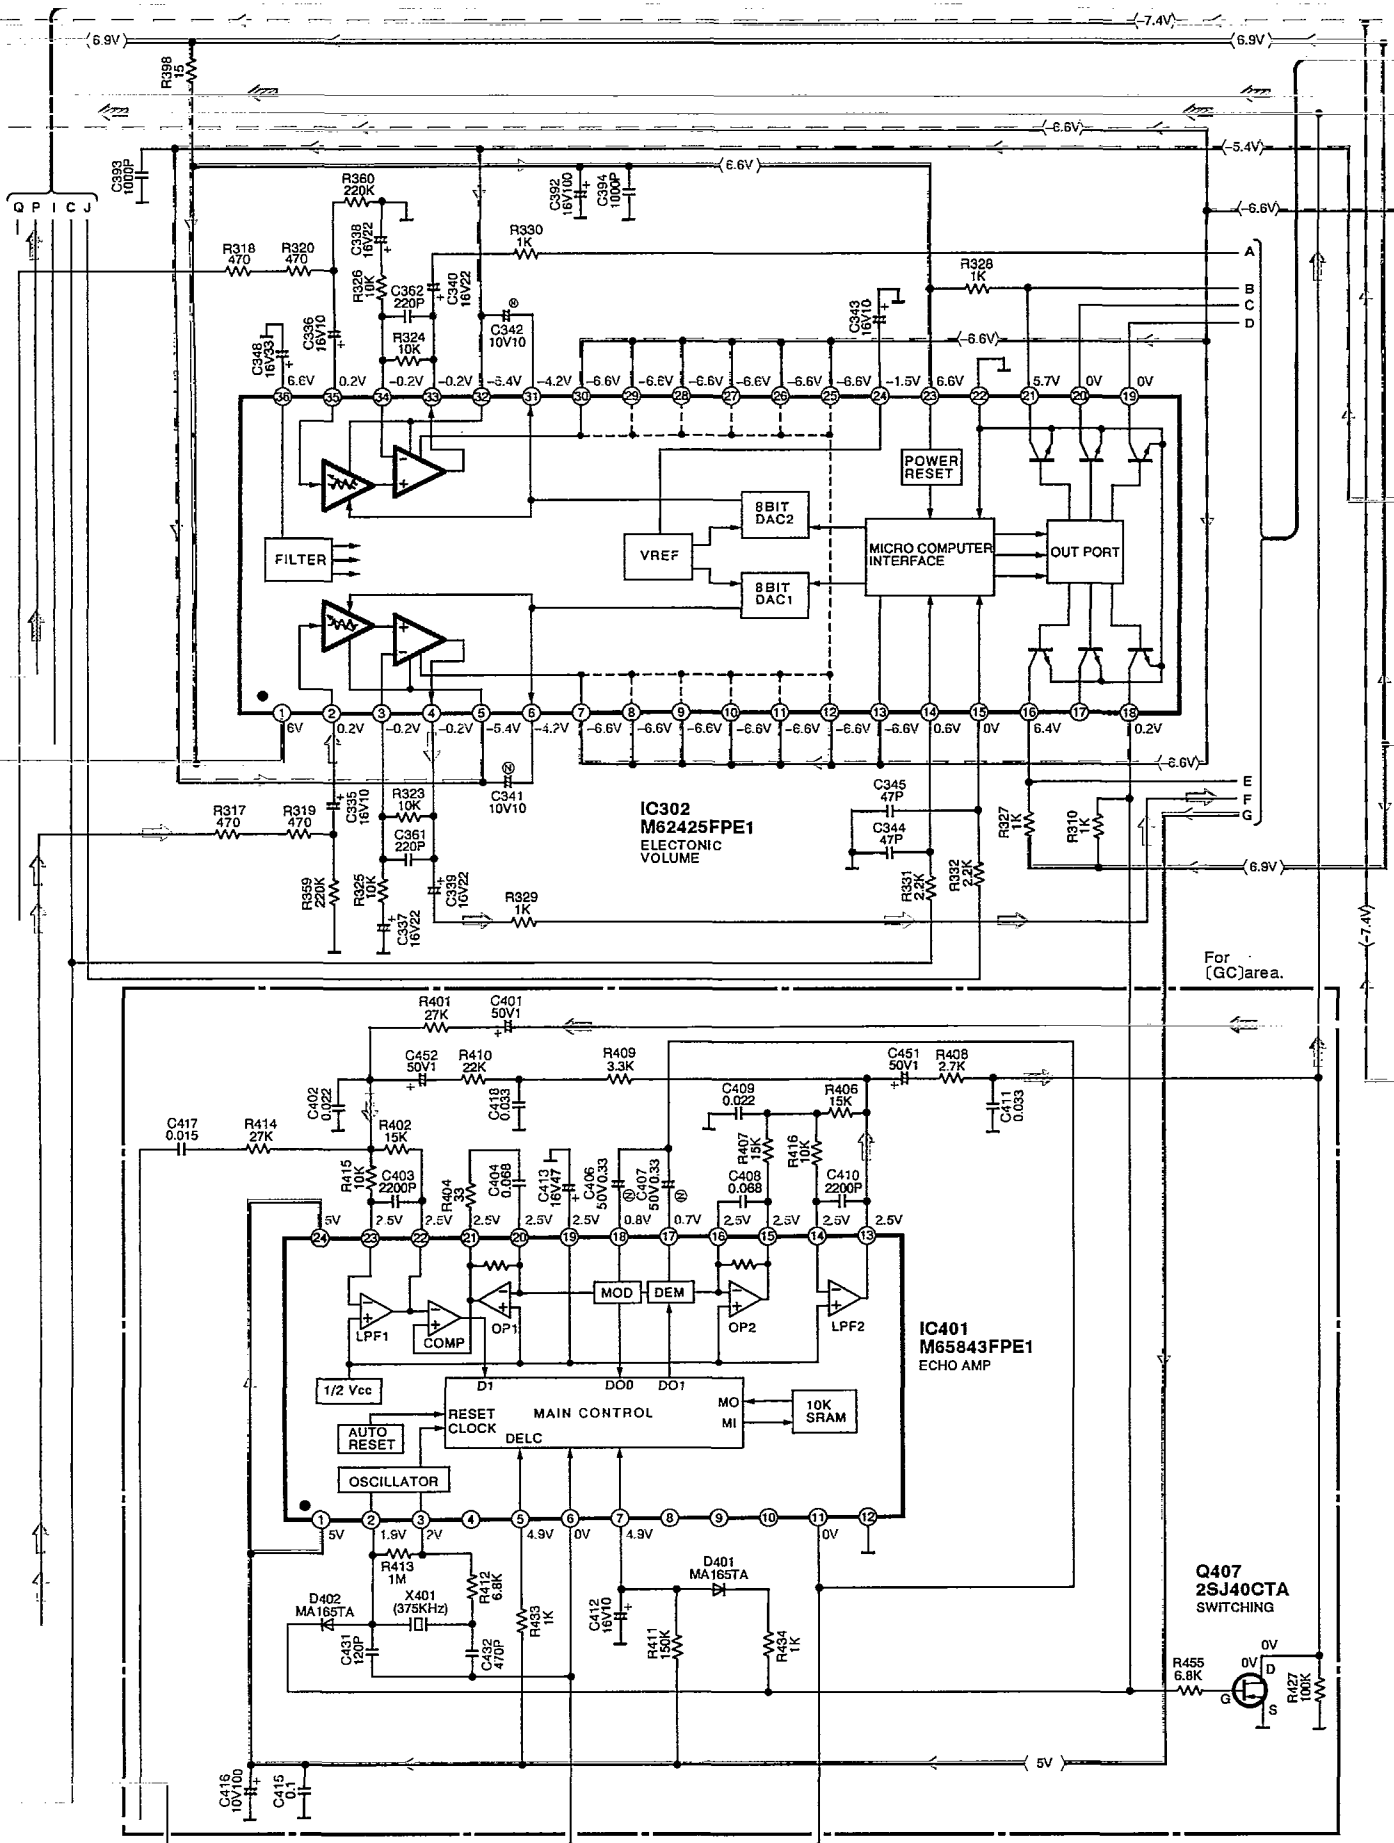 (-7.4V)
(6.9V)
(6.9V)
R398
15
(-6.6V)
(-5.4V)
C393
1000P
(6.6V)
Q P I C J
R360
220K
C392
16V100
C394
1000P
(-6.6V)
C338
16V22
R318
470
R320
470
R330
1K
A
R326
10K
C362
220P
C340
16V22
R328
1K
B
C
D
C336
16V10
C348
16V33
R324
10K
C342
10V10
C343
16V10
(-6.6V)
6.6V 0.2V -0.2V -0.2V -5.4V -4.2V -6.6V -6.6V -6.6V -6.6V -6.6V -6.6V -1.5V 6.6V 5.7V 0V 0V
36 35 34 33 32 31 30 29 28 27 26 25 24 23 22 21 20 19
POWER
RESET
8BIT
DAC2
FILTER
VREF
MICRO COMPUTER
INTERFACE
OUT PORT
8BIT
DAC1
1 2 3 4 5 6 7 8 9 10 11 12 13 14 15 16 17 18
6V 0.2V -0.2V -0.2V -5.4V -4.2V -6.6V -6.6V -6.6V -6.6V -6.6V -6.6V -6.6V 0.6V 0V 6.4V 0.2V
(-6.6V)
C341
10V10
E
F
G
R317
470
R319
470
C335
16V10
R323
10K
C361
220P
IC302
M62425FPE1
ELECTONIC
VOLUME
C345
47P
C344
47P
R327
1K
R310
1K
(6.9V)
R359
220K
R325
10K
C339
16V22
C337
16V22
R329
1K
R331
2.2K
R332
2.2K
(-7.4V)
For
[GC]area.
R401
27K
C401
50V1
C452
50V1
R410
22K
R409
3.3K
C451
50V1
R408
2.7K
C402
0.022
C418
0.033
C409
0.022
R406
15K
C411
0.033
C417
0.015
R414
27K
R402
15K
R415
10K
C403
2200P
R404
33
C404
0.068
C413
16V47
C406
50V0.33
C407
50V0.33
R407
15K
R416
10K
C408
0.068
C410
2200P
5V 2.5V 2.5V 2.5V 2.5V 2.5V 0.8V 0.7V 2.5V 2.5V 2.5V 2.5V
24 23 22 21 20 19 18 17 16 15 14 13
MOD
DEM
LPF1
COMP
OP1
OP2
LPF2
IC401
M65843FPE1
ECHO AMP
1/2 Vcc
D1 DO0 DO1
RESET
CLOCK
MAIN CONTROL
DELC
MO
MI
10K
SRAM
AUTO
RESET
OSCILLATOR
1 2 3 4 5 6 7 8 9 10 11 12
5V 1.9V 2V 4.9V 0V 4.9V 0V
R413
1M
R412
6.8K
D402
MA165TA
X401
(375KHz)
C431
120P
C432
470P
R433
1K
C412
16V10
D401
MA165TA
R411
150K
R434
1K
Q407
2SJ40CTA
SWITCHING
0V
0V
D
G
S
R455
6.8K
R427
100K
(5V)
C416
10V100
C415
0.1